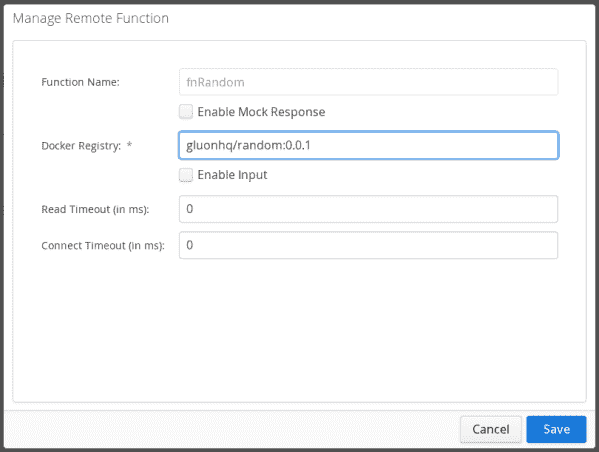 Manage Remote Function
Function Name: fnRandom
Enable Mock Response
Docker Registry: * gluonhq/random:0.0.1
Enable Input
Read Timeout (in ms): 0
Connect Timeout (in ms): 0
Cancel Save